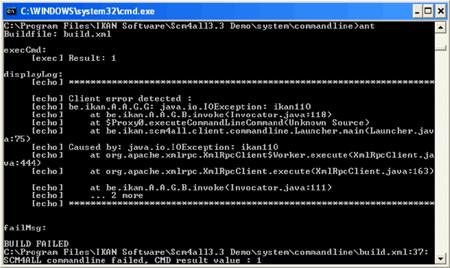 C:\WINDOWS\system32\cmd.exe
C:\Program Files\IKAN Software\Scm4all3.3 Demo\system\commandline>ant
Buildfile: build.xml
execCmd:
[exec] Result: 1
displayLog:
[echo] ************************************************************
[echo] Client error detected :
[echo] be.ikan.A.A.G.G: java.io.IOException: ikan110
[echo] at be.ikan.A.A.G.B.invoke(Invocator.java:118)
[echo] at $Proxy0.executeCommandLineCommand(Unknown Source)
[echo] at be.ikan.scm4all.client.commandline.Launcher.main(Launcher.jav
a:75)
[echo] Caused by: java.io.IOException: ikan110
[echo] at org.apache.xmlrpc.XmlRpcClient$Worker.execute(XmlRpcClient.ja
va:444)
[echo] at org.apache.xmlrpc.XmlRpcClient.execute(XmlRpcClient.java:163)
[echo] at be.ikan.A.A.G.B.invoke(Invocator.java:111)
[echo] ... 2 more
[echo] ************************************************************
failMsg:
BUILD FAILED
C:\Program Files\IKAN Software\Scm4all3.3 Demo\system\commandline\build.xml:37:
SCM4ALL commandline failed, CMD result value : 1